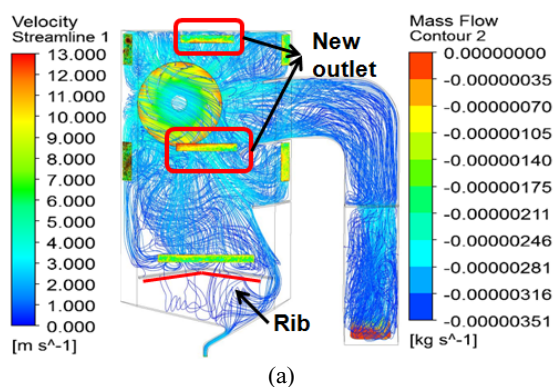 Velocity
Streamline 1
13.000
12.000
11.000
10.000
9.000
8.000
7.000
6.000
5.000
4.000
3.000
2.000
1.000
0.000
[m s^-1]
New
outlet
Rib
Mass Flow
Contour 2
0.00000000
-0.00000035
-0.00000070
-0.00000105
-0.00000140
-0.00000175
-0.00000211
-0.00000246
-0.00000281
-0.00000316
-0.00000351
[kg s^-1]
(a)